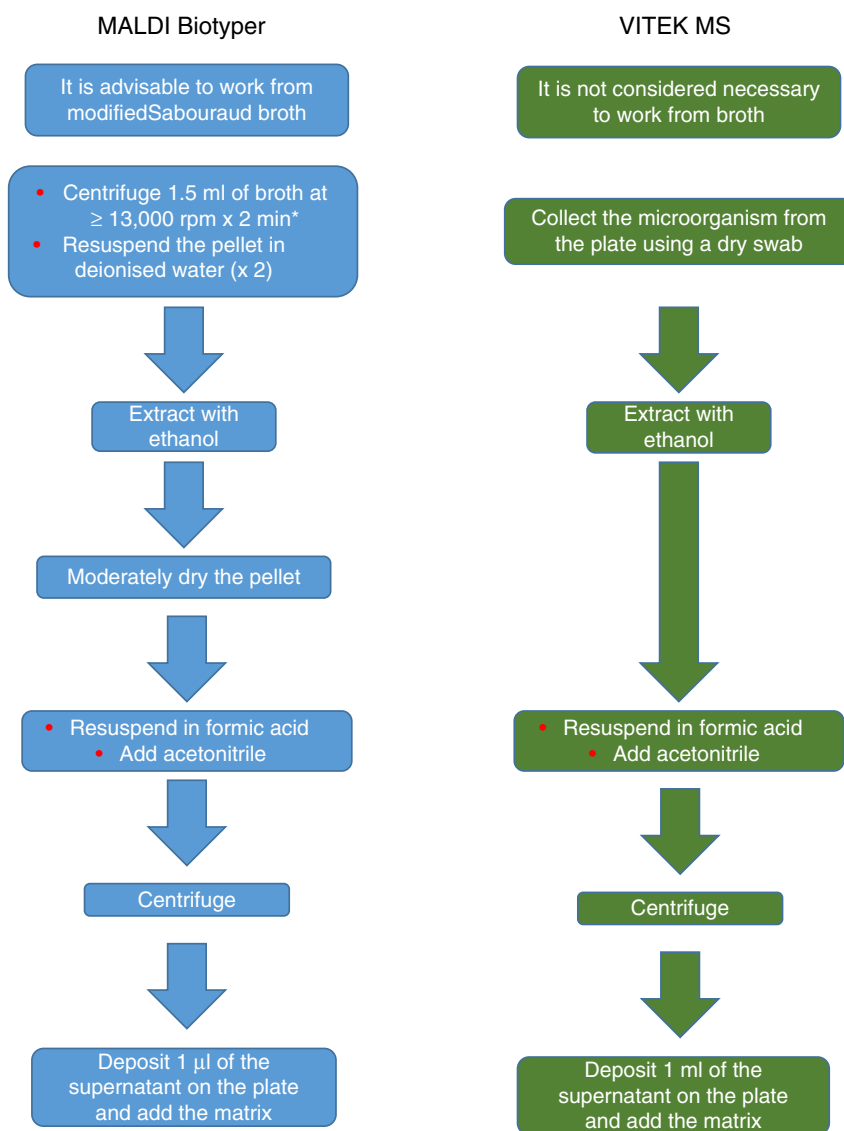 MALDI Biotyper
It is advisable to work from
modifiedSabouraud broth
• Centrifuge 1.5 ml of broth at
≥ 13,000 rpm x 2 min*
• Resuspend the pellet in
deionised water (x 2)
Extract with
ethanol
Moderately dry the pellet
• Resuspend in formic acid
• Add acetonitrile
Centrifuge
Deposit 1 μl of the
supernatant on the plate
and add the matrix
VITEK MS
It is not considered necessary
to work from broth
Collect the microorganism from
the plate using a dry swab
Extract with
ethanol
• Resuspend in formic acid
• Add acetonitrile
Centrifuge
Deposit 1 ml of the
supernatant on the plate
and add the matrix